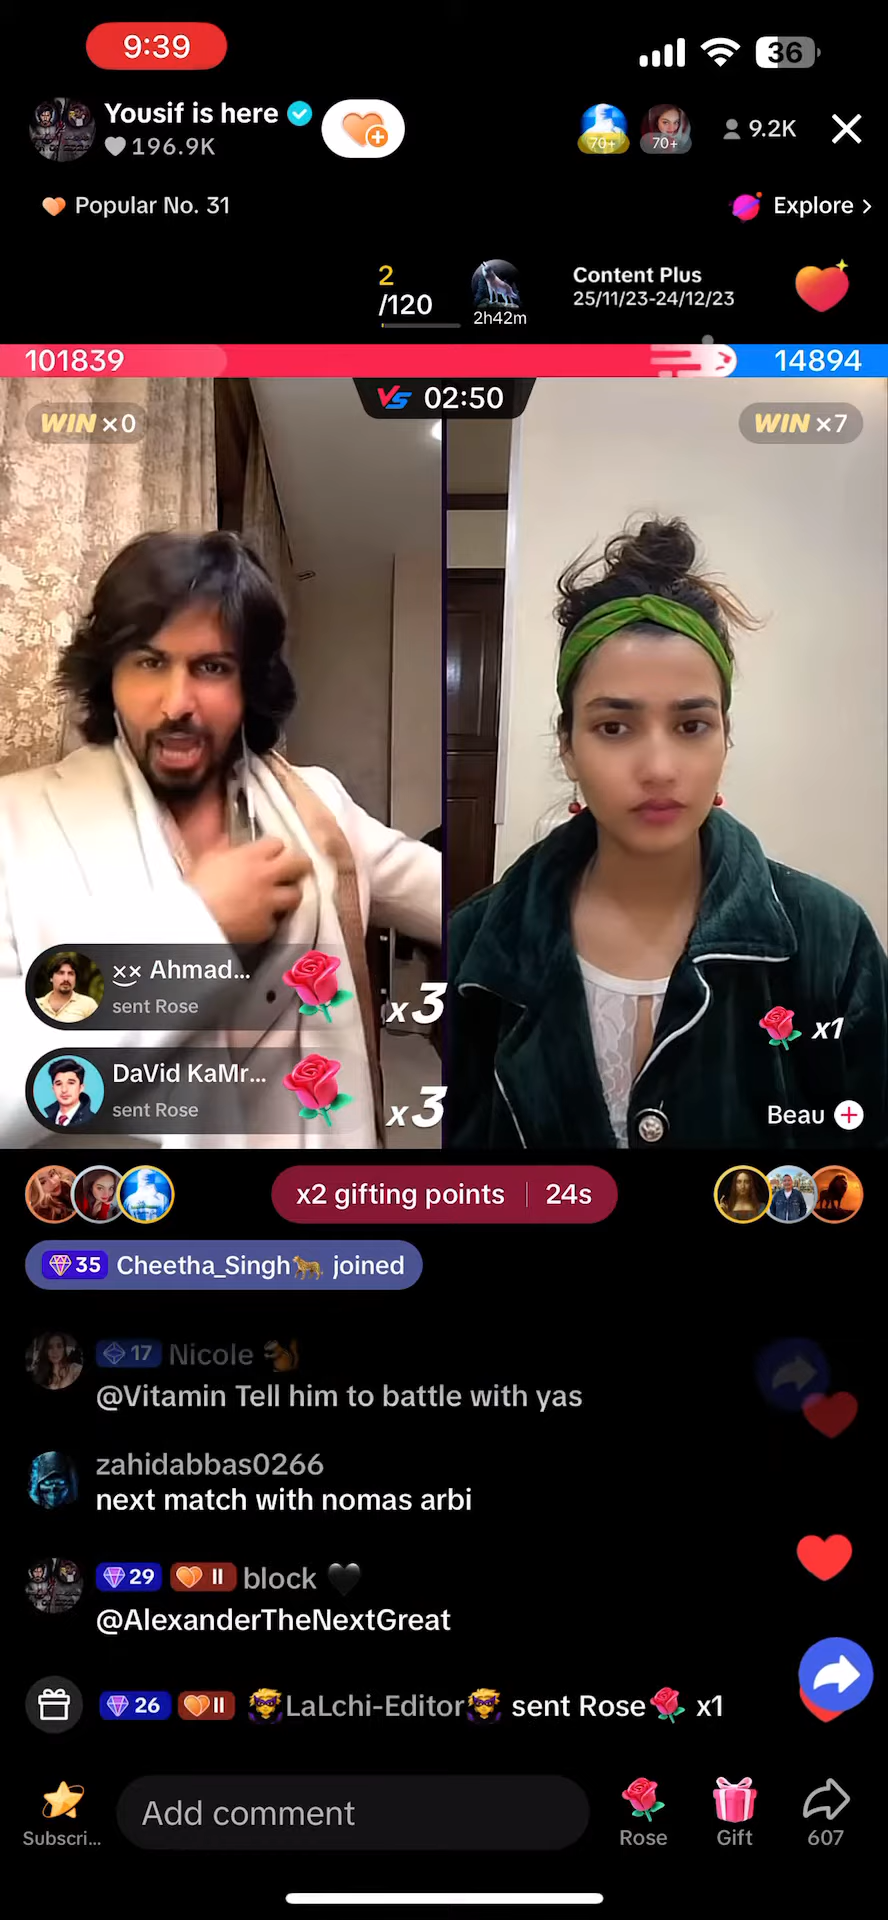 9:39
36
Yousif is here
196.9K
70+
70+
9.2K
Popular No. 31
Explore >
2
/120
2h42m
Content Plus
25/11/23-24/12/23
101839
14894
VS 02:50
WIN ×0
WIN ×7
×͜× Ahmad...
sent Rose
x3
DaVid KaMr...
sent Rose
x3
x1
Beau
x2 gifting points | 24s
35 Cheetha_Singh🐆 joined
17 Nicole 🐿️
@Vitamin Tell him to battle with yas
zahidabbas0266
next match with nomas arbi
29 II block 🖤
@AlexanderTheNextGreat
26 II 🦹LaLchi-Editor🦹 sent Rose x1
Add comment
Subscri...
Rose
Gift
607